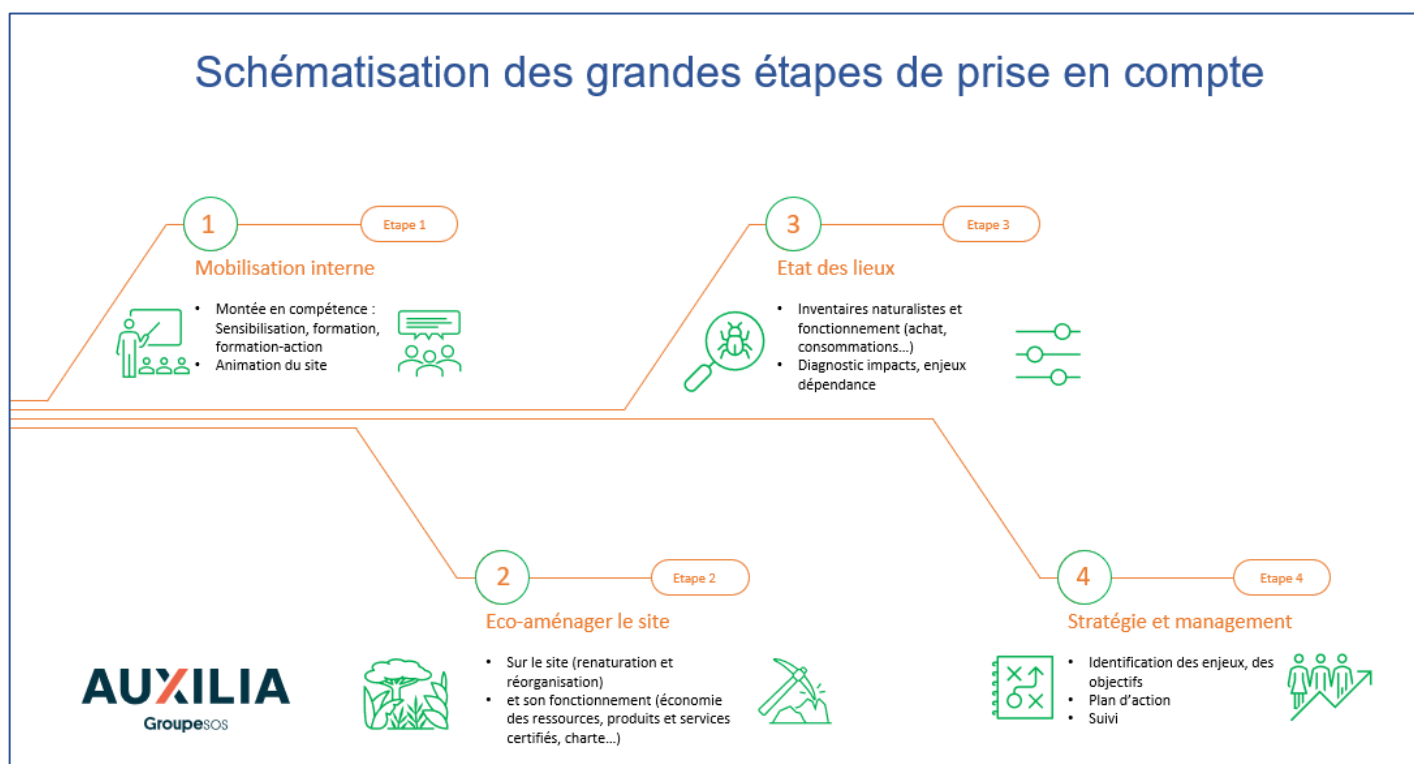 Schématisation des grandes étapes de prise en compte
1
Etape 1
Mobilisation interne
• Montée en compétence :
Sensibilisation, formation,
formation-action
• Animation du site
3
Etape 3
Etat des lieux
• Inventaires naturalistes et
fonctionnement (achat,
consommations…)
• Diagnostic impacts, enjeux
dépendance
2
Etape 2
Eco-aménager le site
• Sur le site (renaturation et
réorganisation)
• et son fonctionnement (économie
des ressources, produits et services
certifiés, charte…)
4
Etape 4
Stratégie et management
• Identification des enjeux, des
objectifs
• Plan d’action
• Suivi
AUXILIA
Groupesos